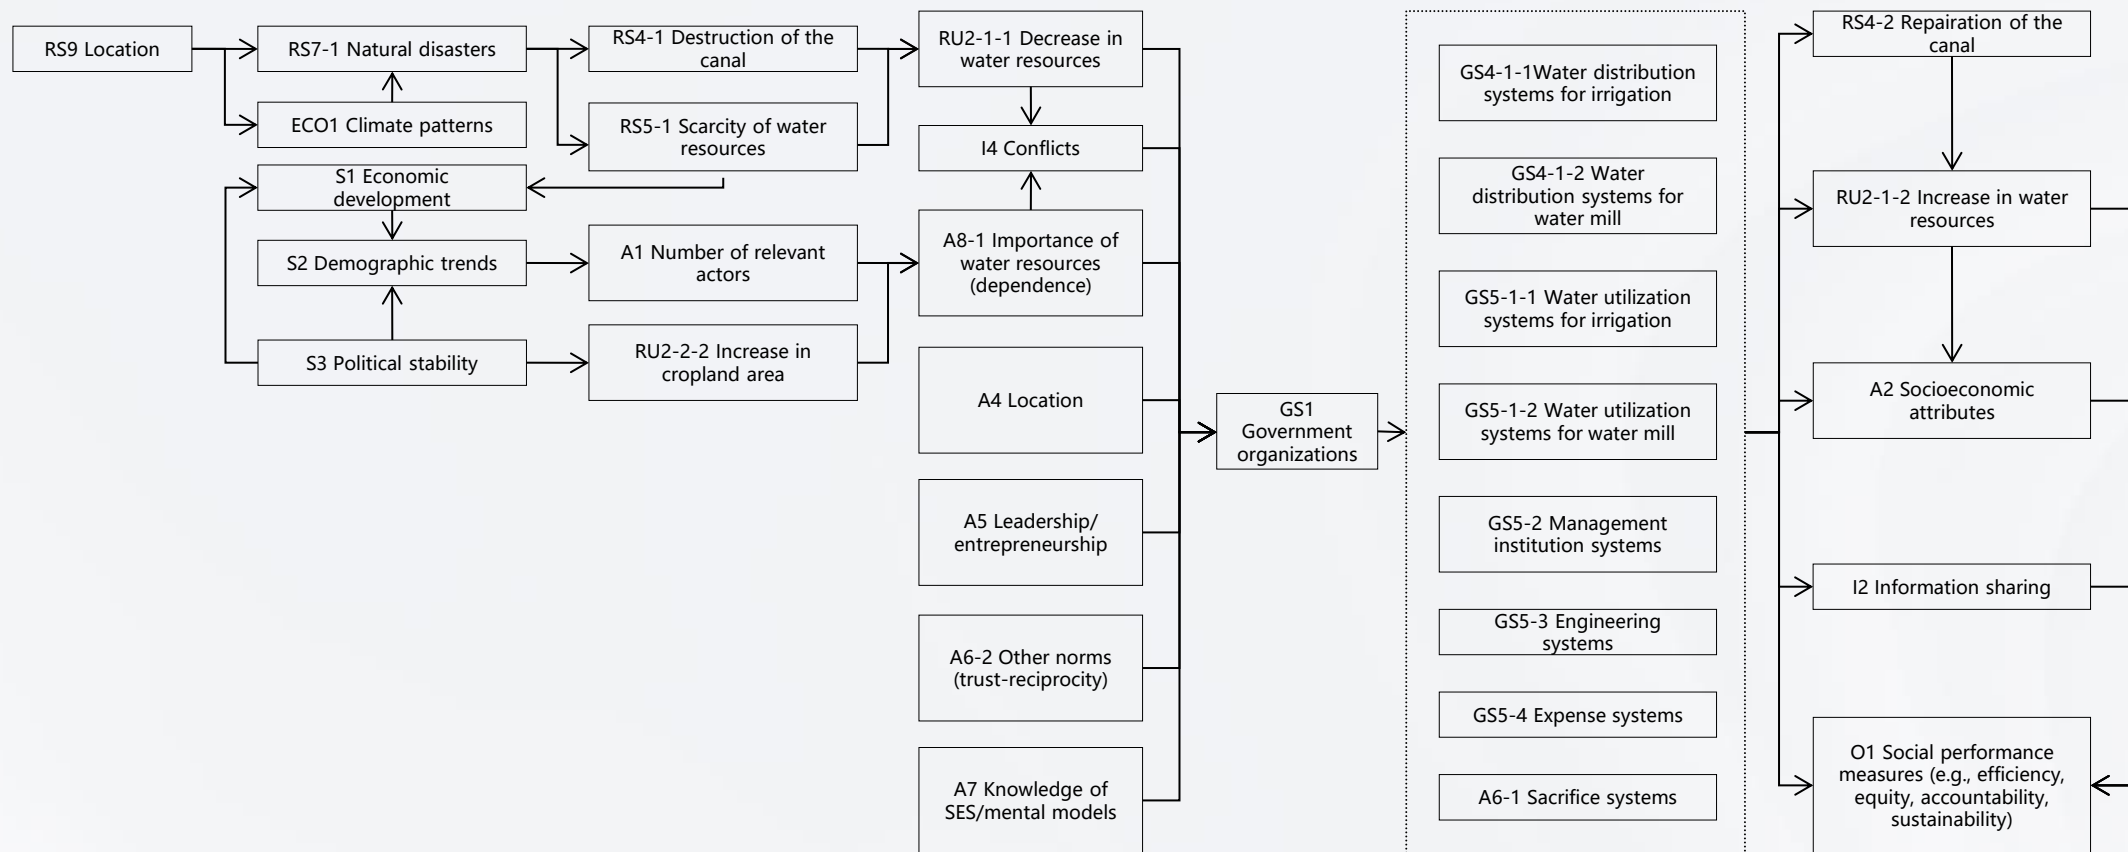 RS9 Location
RS7-1 Natural disasters
ECO1 Climate patterns
S1 Economic
development
S2 Demographic trends
S3 Political stability
RS4-1 Destruction of the
canal
RS5-1 Scarcity of water
resources
A1 Number of relevant
actors
RU2-2-2 Increase in
cropland area
RU2-1-1 Decrease in
water resources
I4 Conflicts
A8-1 Importance of
water resources
(dependence)
A4 Location
A5 Leadership/
entrepreneurship
A6-2 Other norms
(trust-reciprocity)
A7 Knowledge of
SES/mental models
GS1
Government
organizations
GS4-1-1Water distribution
systems for irrigation
GS4-1-2 Water
distribution systems for
water mill
GS5-1-1 Water utilization
systems for irrigation
GS5-1-2 Water utilization
systems for water mill
GS5-2 Management
institution systems
GS5-3 Engineering
systems
GS5-4 Expense systems
A6-1 Sacrifice systems
RS4-2 Repairation of the
canal
RU2-1-2 Increase in water
resources
A2 Socioeconomic
attributes
I2 Information sharing
O1 Social performance
measures (e.g., efficiency,
equity, accountability,
sustainability)